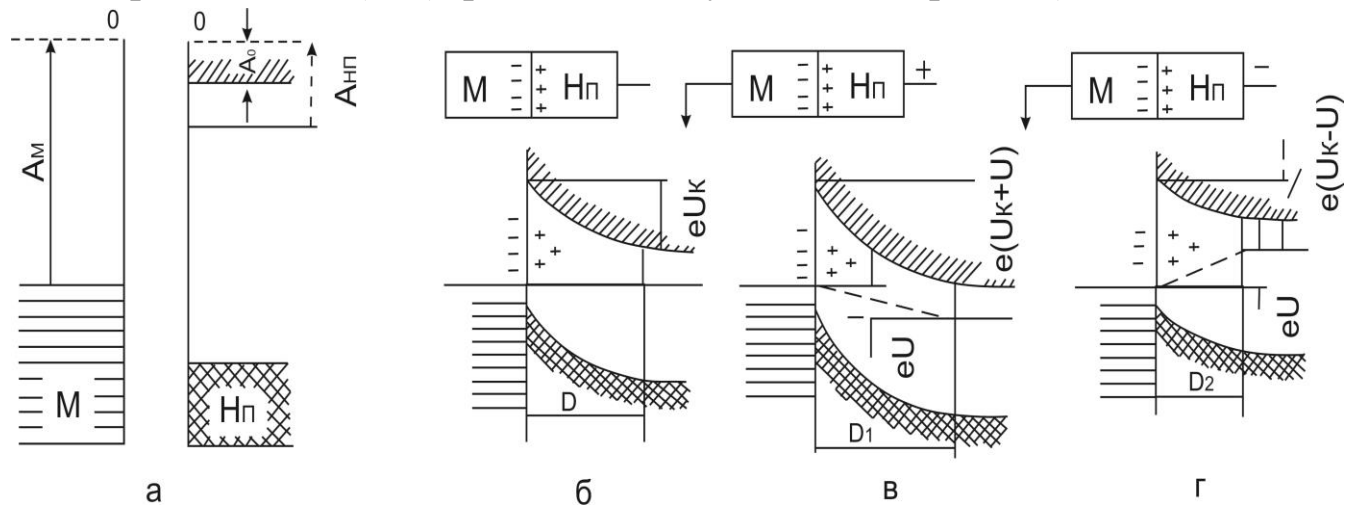 0
0
Aм
A₀
Aнп
М
Нп
а
М
Нп
eUк
D
б
М
Нп
+
e(Uк+U)
eU
D₁
в
М
Нп
−
e(Uк-U)
eU
D₂
г